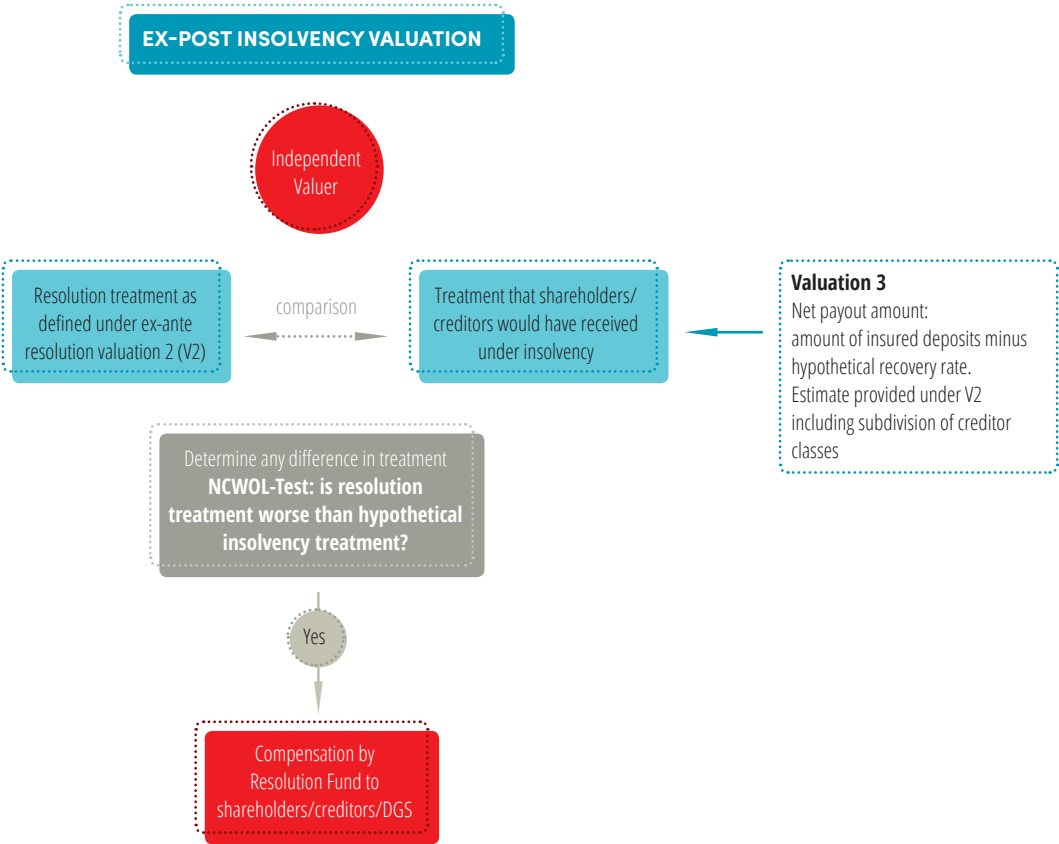 EX-POST INSOLVENCY VALUATION
Independent
Valuer
Resolution treatment as
defined under ex-ante
resolution valuation 2 (V2)
comparison
Treatment that shareholders/
creditors would have received
under insolvency
Valuation 3
Net payout amount:
amount of insured deposits minus
hypothetical recovery rate.
Estimate provided under V2
including subdivision of creditor
classes
Determine any difference in treatment
NCWOL-Test: is resolution
treatment worse than hypothetical
insolvency treatment?
Yes
Compensation by
Resolution Fund to
shareholders/creditors/DGS